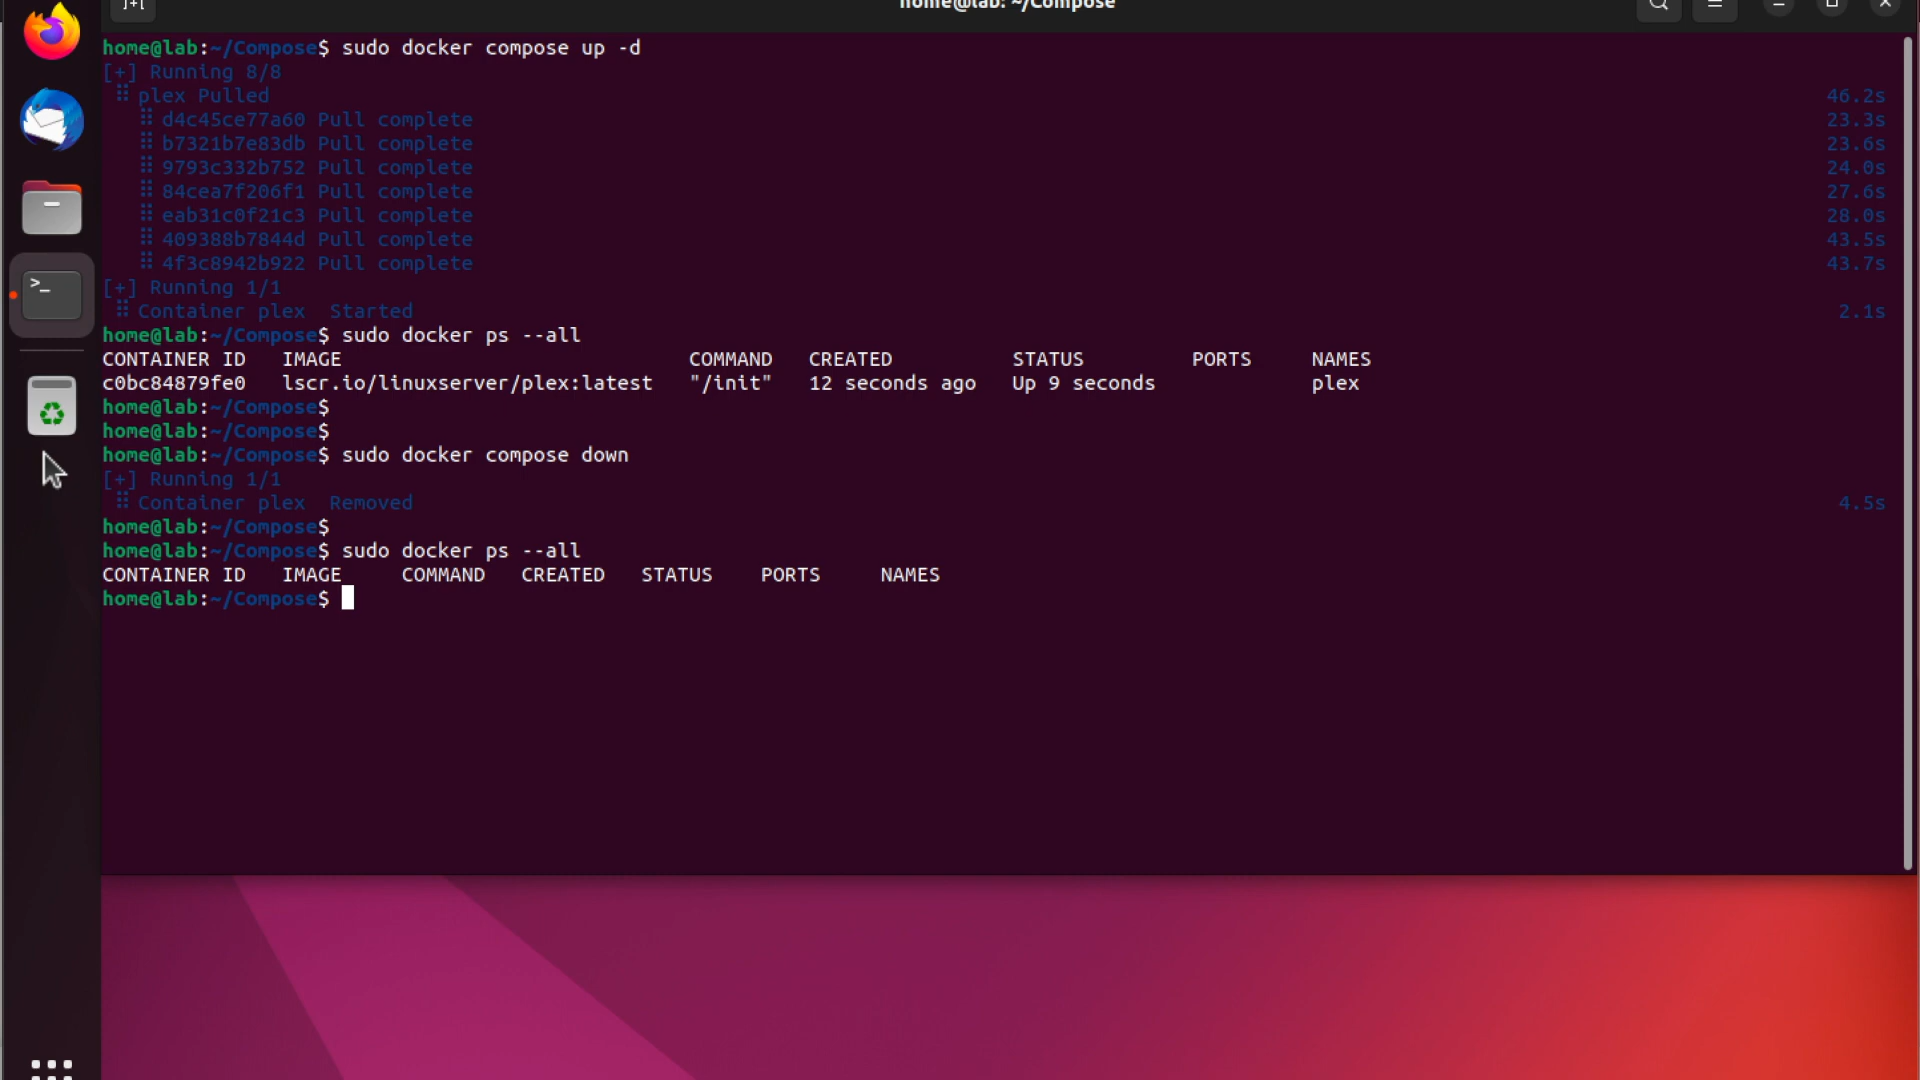 home@lab: ~/Compose
home@lab:~/Compose$ sudo docker compose up -d
[+] Running 8/8
⠿ plex Pulled 46.2s
⠿ d4c45ce77a60 Pull complete 23.3s
⠿ b7321b7e83db Pull complete 23.6s
⠿ 9793c332b752 Pull complete 24.0s
⠿ 84cea7f206f1 Pull complete 27.6s
⠿ eab31c0f21c3 Pull complete 28.0s
⠿ 409388b7844d Pull complete 43.5s
⠿ 4f3c8942b922 Pull complete 43.7s
[+] Running 1/1
⠿ Container plex Started 2.1s
home@lab:~/Compose$ sudo docker ps --all
CONTAINER ID IMAGE COMMAND CREATED STATUS PORTS NAMES
c0bc84879fe0 lscr.io/linuxserver/plex:latest "/init" 12 seconds ago Up 9 seconds plex
home@lab:~/Compose$
home@lab:~/Compose$
home@lab:~/Compose$ sudo docker compose down
[+] Running 1/1
⠿ Container plex Removed 4.5s
home@lab:~/Compose$
home@lab:~/Compose$ sudo docker ps --all
CONTAINER ID IMAGE COMMAND CREATED STATUS PORTS NAMES
home@lab:~/Compose$